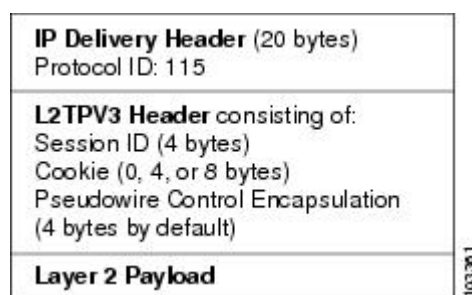 IP Delivery Header (20 bytes)
Protocol ID: 115
L2TPV3 Header consisting of:
Session ID (4 bytes)
Cookie (0, 4, or 8 bytes)
Pseudowire Control Encapsulation
(4 bytes by default)
Layer 2 Payload